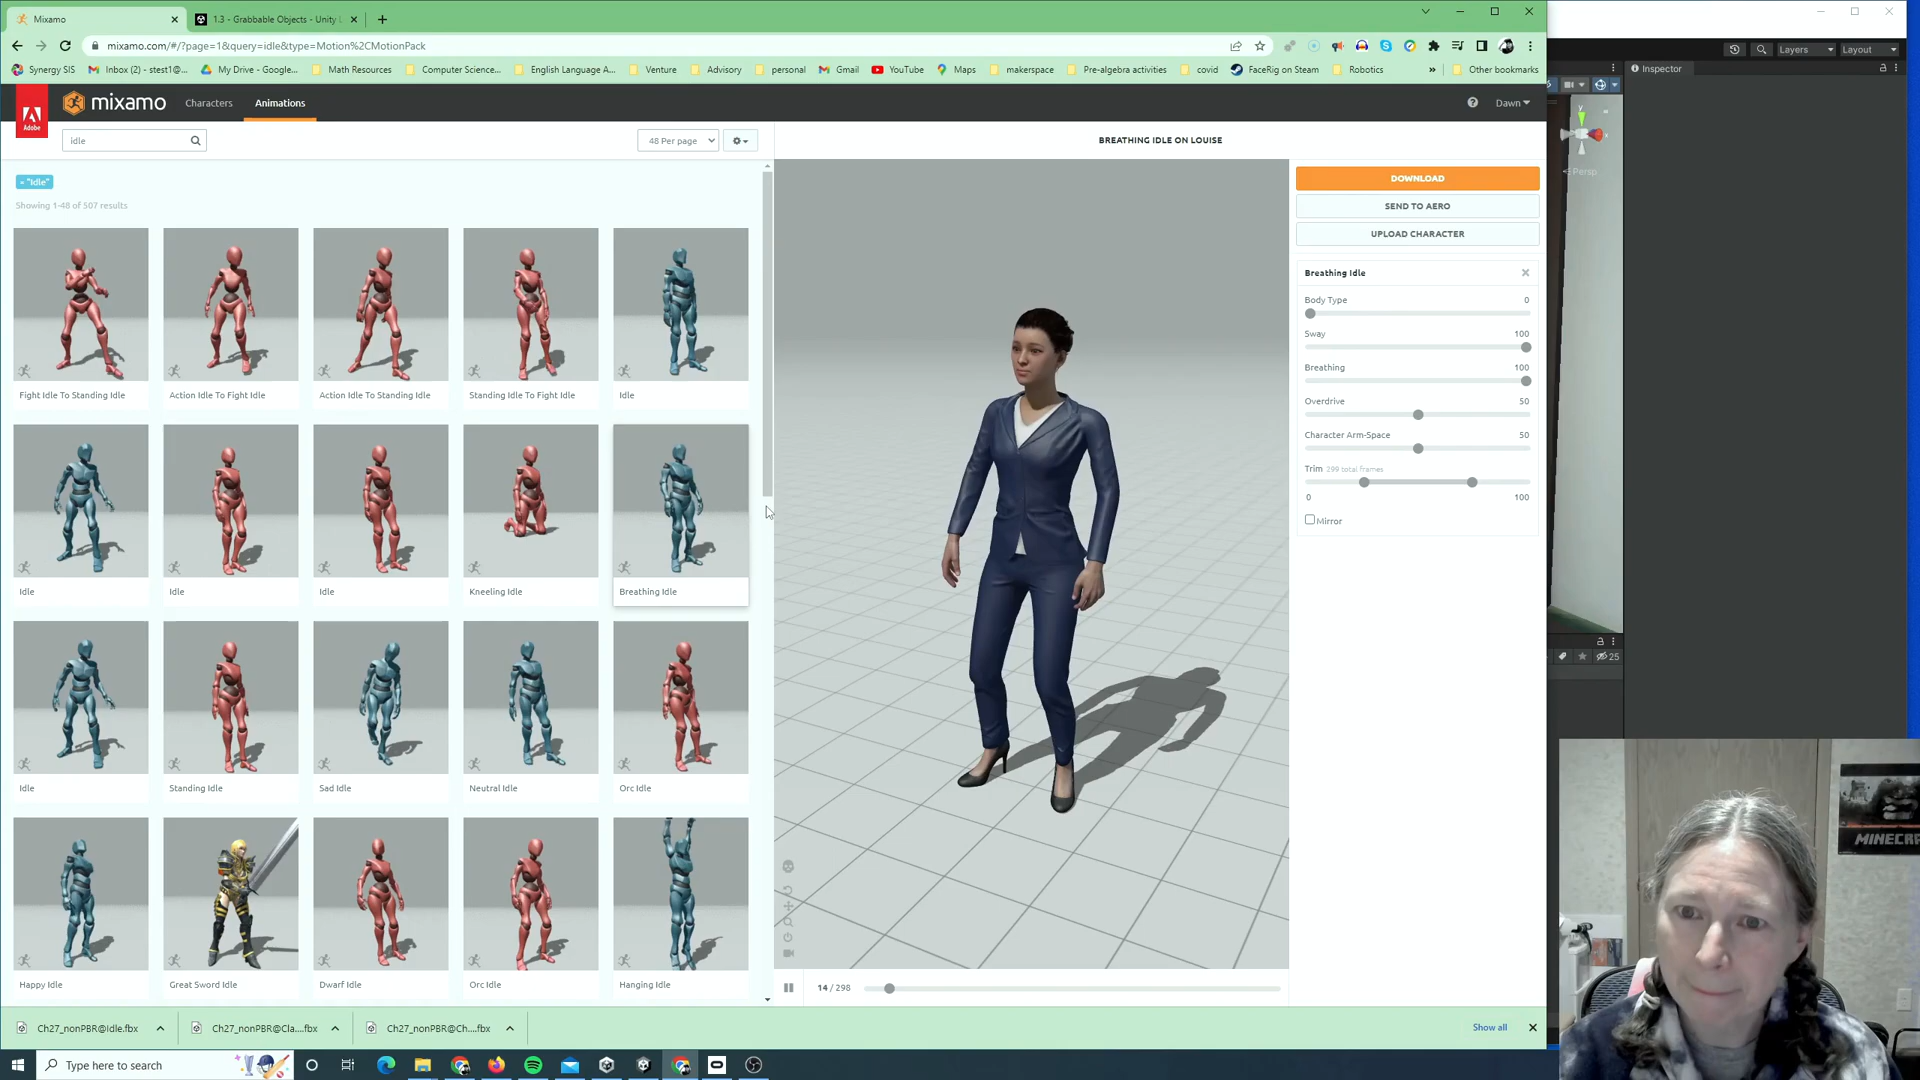 Mixamo
1.3 - Grabbable Objects - Unity
mixamo.com/#/?page=1&query=idle&type=Motion%2CMotionPack
Synergy SIS
Inbox (2) - stest1@...
My Drive - Google...
Math Resources
Computer Science...
English Language A...
Venture
Advisory
personal
Gmail
YouTube
Maps
makerspace
Pre-algebra activities
covid
FaceRig on Steam
Robotics
»
Other bookmarks
Layers
Layout
Inspector
Persp
25
Adobe
mixamo
Characters
Animations
Dawn
idle
48 Per page
BREATHING IDLE ON LOUISE
"Idle"
Showing 1-48 of 507 results
Fight Idle To Standing Idle
Action Idle To Fight Idle
Action Idle To Standing Idle
Standing Idle To Fight Idle
Idle
Idle
Idle
Idle
Kneeling Idle
Breathing Idle
Idle
Standing Idle
Sad Idle
Neutral Idle
Orc Idle
Happy Idle
Great Sword Idle
Dwarf Idle
Orc Idle
Hanging Idle
DOWNLOAD
SEND TO AERO
UPLOAD CHARACTER
Breathing Idle
Body Type 0
Sway 100
Breathing 100
Overdrive 50
Character Arm-Space 50
Trim 299 total frames
0 100
Mirror
14 / 298
MINECR
Ch27_nonPBR@Idle.fbx
Ch27_nonPBR@Cla....fbx
Ch27_nonPBR@Ch....fbx
Show all
Type here to search